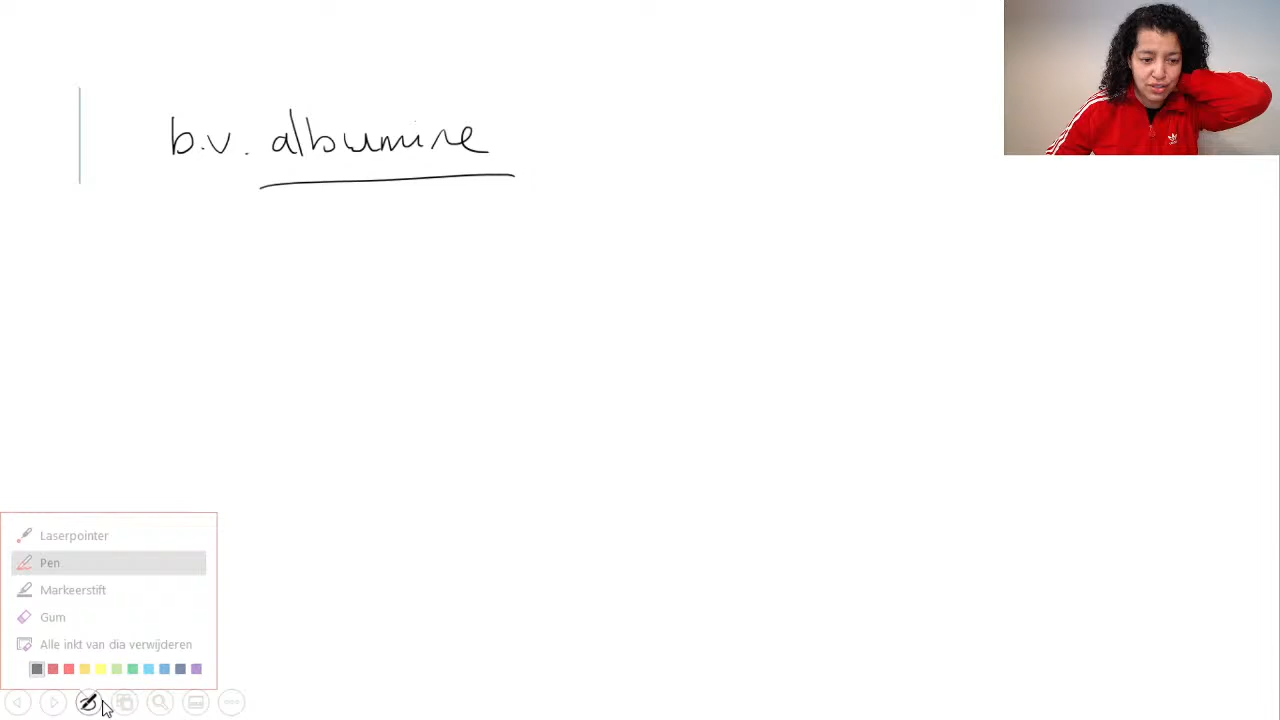 b.v. albumine
Laserpointer
Pen
Markeerstift
Gum
Alle inkt van dia verwijderen